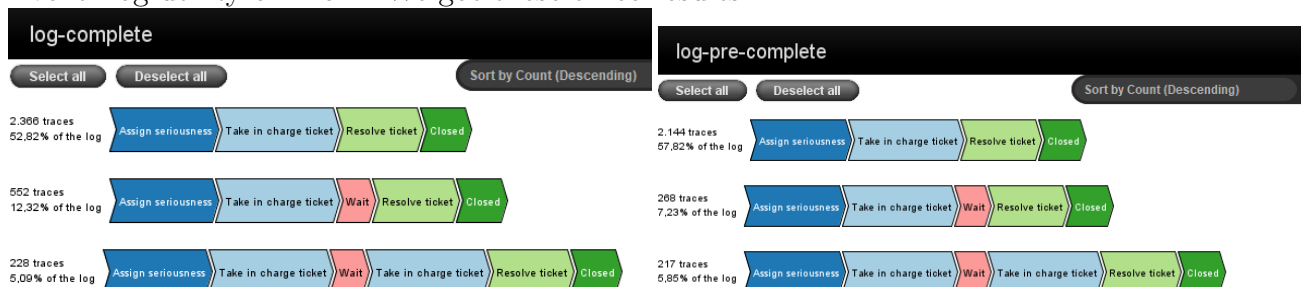 log-complete
Select all Deselect all Sort by Count (Descending)
2.366 traces
52,82% of the log
Assign seriousness Take in charge ticket Resolve ticket Closed
552 traces
12,32% of the log
Assign seriousness Take in charge ticket Wait Resolve ticket Closed
228 traces
5,09% of the log
Assign seriousness Take in charge ticket Wait Take in charge ticket Resolve ticket Closed
log-pre-complete
Select all Deselect all Sort by Count (Descending)
2.144 traces
57,82% of the log
Assign seriousness Take in charge ticket Resolve ticket Closed
268 traces
7,23% of the log
Assign seriousness Take in charge ticket Wait Resolve ticket Closed
217 traces
5,85% of the log
Assign seriousness Take in charge ticket Wait Take in charge ticket Resolve ticket Closed